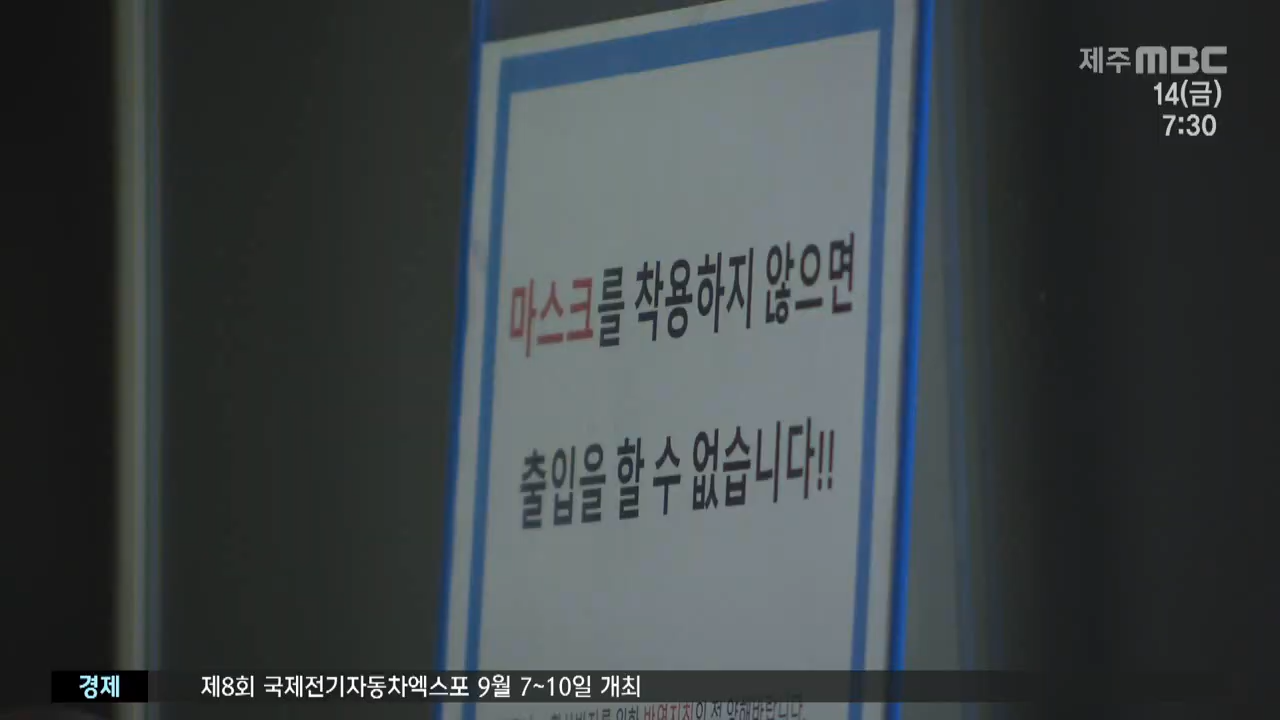 제주MBC
14(금)
7:30
마스크를 착용하지 않으면
출입을 할 수 없습니다!!
경제 제8회 국제전기자동차엑스포 9월 7~10일 개최